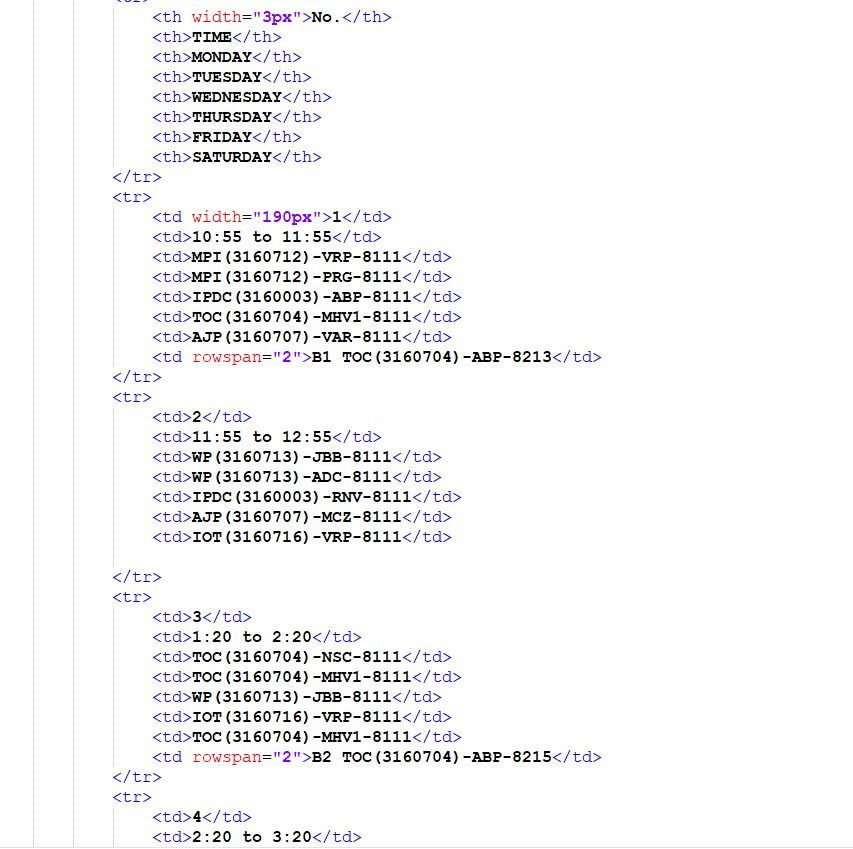 <th width="3px">No.</th>
<th>TIME</th>
<th>MONDAY</th>
<th>TUESDAY</th>
<th>WEDNESDAY</th>
<th>THURSDAY</th>
<th>FRIDAY</th>
<th>SATURDAY</th>
</tr>
<tr>
<td width="190px">1</td>
<td>10:55 to 11:55</td>
<td>MPI(3160712)-VRP-8111</td>
<td>MPI(3160712)-PRG-8111</td>
<td>IPDC(3160003)-ABP-8111</td>
<td>TOC(3160704)-MHV1-8111</td>
<td>AJP(3160707)-VAR-8111</td>
<td rowspan="2">B1 TOC(3160704)-ABP-8213</td>
</tr>
<tr>
<td>2</td>
<td>11:55 to 12:55</td>
<td>WP(3160713)-JBB-8111</td>
<td>WP(3160713)-ADC-8111</td>
<td>IPDC(3160003)-RNV-8111</td>
<td>AJP(3160707)-MCZ-8111</td>
<td>IOT(3160716)-VRP-8111</td>
</tr>
<tr>
<td>3</td>
<td>1:20 to 2:20</td>
<td>TOC(3160704)-NSC-8111</td>
<td>TOC(3160704)-MHV1-8111</td>
<td>WP(3160713)-JBB-8111</td>
<td>IOT(3160716)-VRP-8111</td>
<td>TOC(3160704)-MHV1-8111</td>
<td rowspan="2">B2 TOC(3160704)-ABP-8215</td>
</tr>
<tr>
<td>4</td>
<td>2:20 to 3:20</td>